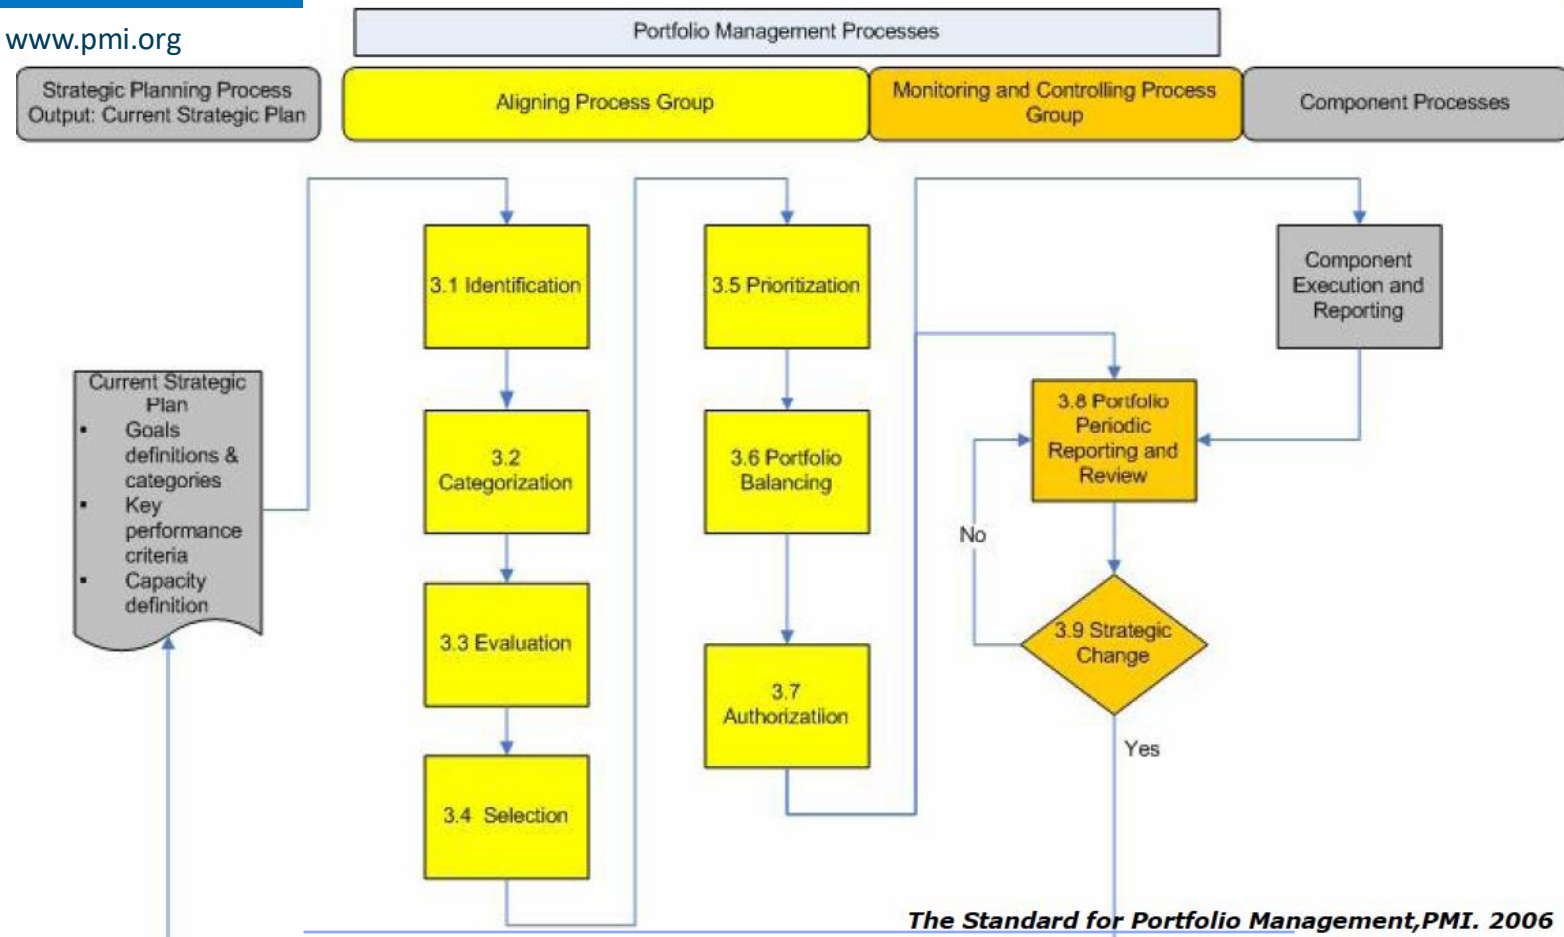 www.pmi.org
Portfolio Management Processes
Strategic Planning Process
Output: Current Strategic Plan
Aligning Process Group
Monitoring and Controlling Process
Group
Component Processes
Current Strategic
Plan
▪ Goals
definitions &
categories
▪ Key
performance
criteria
▪ Capacity
definition
3.1 Identification
3.2
Categorization
3.3 Evaluation
3.4 Selection
3.5 Prioritization
3.6 Portfolio
Balancing
3.7
Authorizatiion
Component
Execution and
Reporting
3.8 Portfolio
Periodic
Reporting and
Review
No
3.9 Strategic
Change
Yes
The Standard for Portfolio Management,PMI. 2006